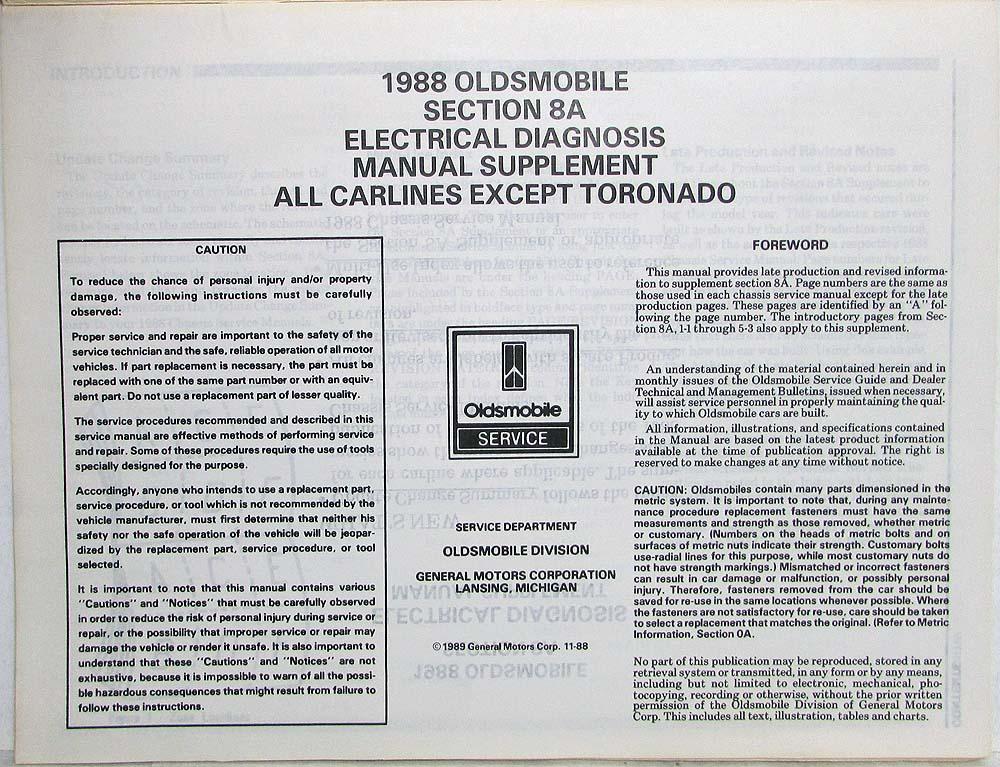 1988 OLDSMOBILE
SECTION 8A
ELECTRICAL DIAGNOSIS
MANUAL SUPPLEMENT
ALL CARLINES EXCEPT TORONADO
CAUTION
To reduce the chance of personal injury and/or property
damage, the following instructions must be carefully
observed:
Proper service and repair are important to the safety of the
service technician and the safe, reliable operation of all motor
vehicles. If part replacement is necessary, the part must be
replaced with one of the same part number or with an equiv-
alent part. Do not use a replacement part of lesser quality.
The service procedures recommended and described in this
service manual are effective methods of performing service
and repair. Some of these procedures require the use of tools
specially designed for the purpose.
Accordingly, anyone who intends to use a replacement part,
service procedure, or tool which is not recommended by the
vehicle manufacturer, must first determine that neither his
safety nor the safe operation of the vehicle will be jeopar-
dized by the replacement part, service procedure, or tool
selected.
It is important to note that this manual contains various
"Cautions" and "Notices" that must be carefully observed
in order to reduce the risk of personal injury during service or
repair, or the possibility that improper service or repair may
damage the vehicle or render it unsafe. It is also important to
understand that these "Cautions" and "Notices" are not
exhaustive, because it is impossible to warn of all the possi-
ble hazardous consequences that might result from failure to
follow these instructions.
Oldsmobile
SERVICE
SERVICE DEPARTMENT
OLDSMOBILE DIVISION
GENERAL MOTORS CORPORATION
LANSING, MICHIGAN
©1989 General Motors Corp. 11-88
FOREWORD
This manual provides late production and revised informa-
tion to supplement section 8A. Page numbers are the same as
those used in each chassis service manual except for the late
production pages. These pages are identified by an "A" fol-
lowing the page number. The introductory pages from Sec-
tion 8A, 1-1 through 5-3 also apply to this supplement.
An understanding of the material contained herein and in
monthly issues of the Oldsmobile Service Guide and Dealer
Technical and Management Bulletins, issued when necessary,
will assist service personnel in properly maintaining the qual-
ity to which Oldsmobile cars are built.
All information, illustrations, and specifications contained
in the Manual are based on the latest product information
available at the time of publication approval. The right is
reserved to make changes at any time without notice.
CAUTION: Oldsmobiles contain many parts dimensioned in the
metric system. It is important to note that, during any mainte-
nance procedure replacement fasteners must have the same
measurements and strength as those removed, whether metric
or customary. (Numbers on the heads of metric bolts and on
surfaces of metric nuts indicate their strength. Customary bolts
use-radial lines for this purpose, while most customary nuts do
not have strength markings.) Mismatched or incorrect fasteners
can result in car damage or malfunction, or possibly personal
injury. Therefore, fasteners removed from the car should be
saved for re-use in the same locations whenever possible. Where
the fasteners are not satisfactory for re-use, care should be taken
to select a replacement that matches the original. (Refer to Metric
Information, Section 0A.
No part of this publication may be reproduced, stored in any
retrieval system or transmitted, in any form or by any means,
including but not limited to electronic, mechanical, pho-
tocopying, recording or otherwise, without the prior written
permission of the Oldsmobile Division of General Motors
Corp. This includes all text, illustration, tables and charts.